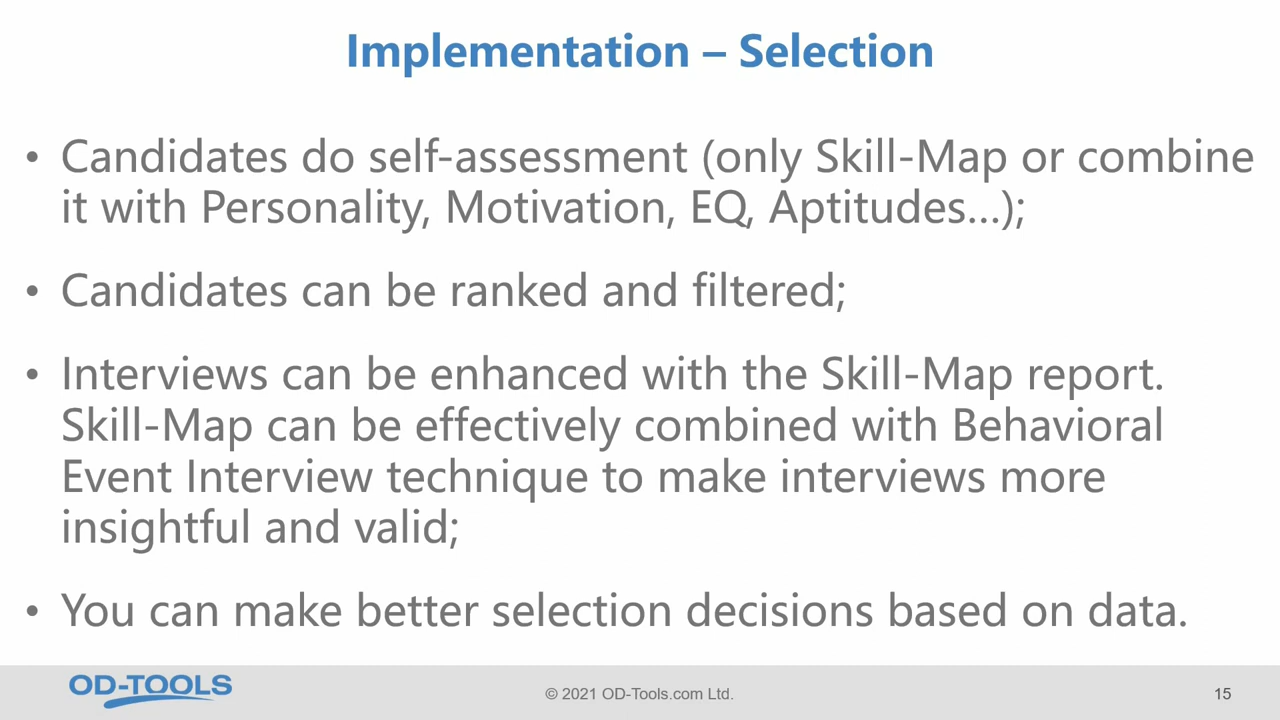 Implementation – Selection
• Candidates do self-assessment (only Skill-Map or combine
it with Personality, Motivation, EQ, Aptitudes...);
• Candidates can be ranked and filtered;
• Interviews can be enhanced with the Skill-Map report.
Skill-Map can be effectively combined with Behavioral
Event Interview technique to make interviews more
insightful and valid;
• You can make better selection decisions based on data.
OD-TOOLS
© 2021 OD-Tools.com Ltd.
15